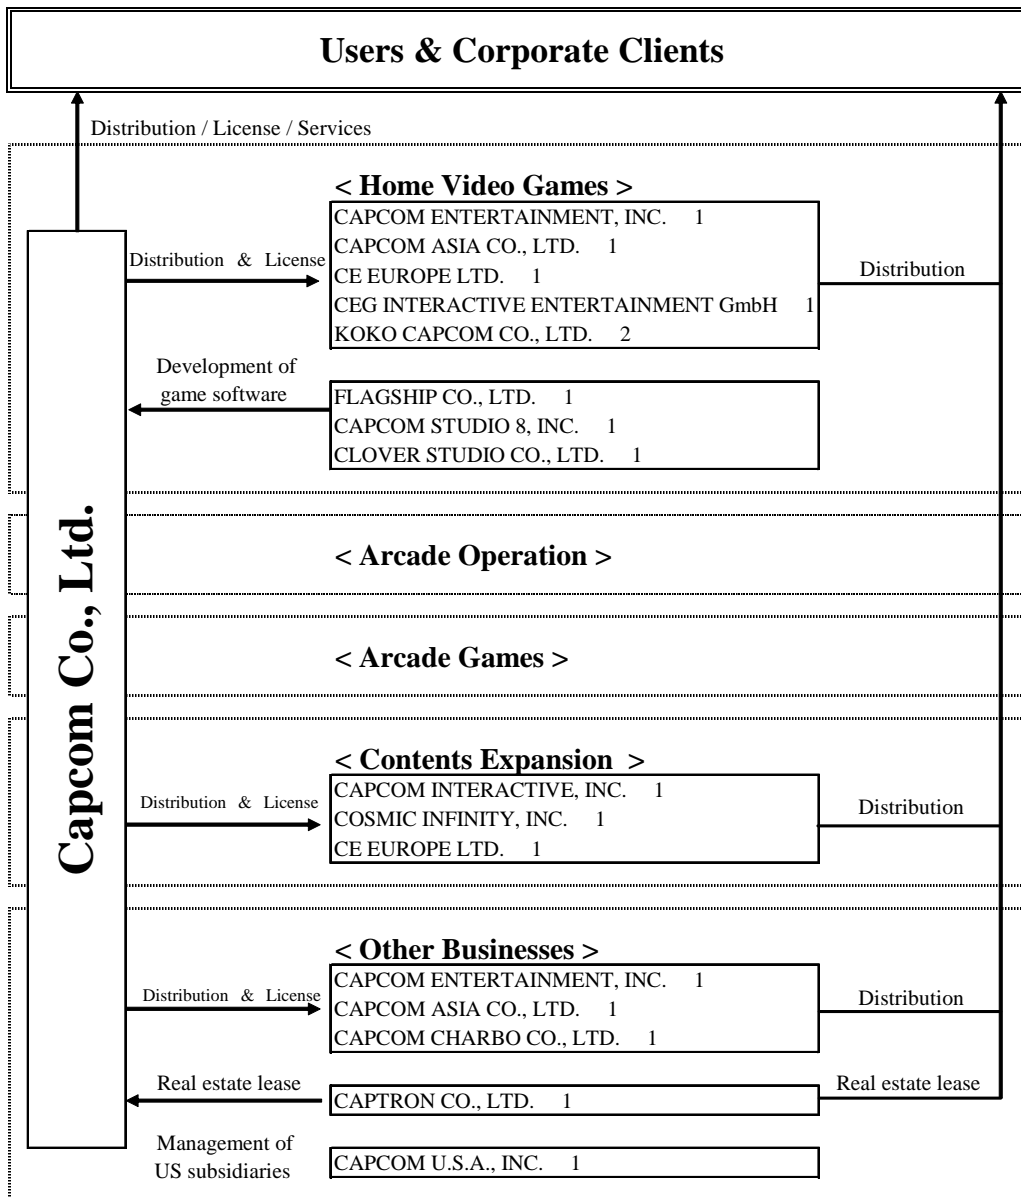 Users & Corporate Clients
Distribution / License / Services
Capcom Co., Ltd.
< Home Video Games >
Distribution & License
CAPCOM ENTERTAINMENT, INC. 1
CAPCOM ASIA CO., LTD. 1
CE EUROPE LTD. 1
CEG INTERACTIVE ENTERTAINMENT GmbH 1
KOKO CAPCOM CO., LTD. 2
Distribution
Development of
game software
FLAGSHIP CO., LTD. 1
CAPCOM STUDIO 8, INC. 1
CLOVER STUDIO CO., LTD. 1
< Arcade Operation >
< Arcade Games >
< Contents Expansion >
Distribution & License
CAPCOM INTERACTIVE, INC. 1
COSMIC INFINITY, INC. 1
CE EUROPE LTD. 1
Distribution
< Other Businesses >
Distribution & License
CAPCOM ENTERTAINMENT, INC. 1
CAPCOM ASIA CO., LTD. 1
CAPCOM CHARBO CO., LTD. 1
Distribution
Real estate lease
CAPTRON CO., LTD. 1
Real estate lease
Management of
US subsidiaries
CAPCOM U.S.A., INC. 1